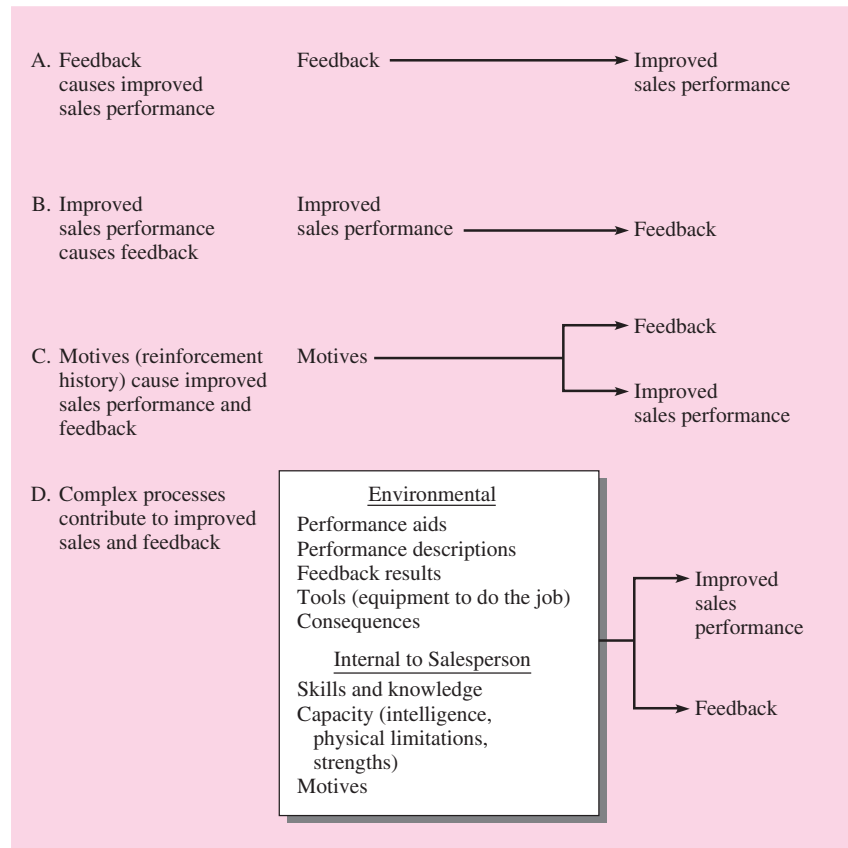 A. Feedback
causes improved
sales performance
Feedback
Improved
sales performance
B. Improved
sales performance
causes feedback
Improved
sales performance
Feedback
C. Motives (reinforcement
history) cause improved
sales performance and
feedback
Motives
Feedback
Improved
sales performance
D. Complex processes
contribute to improved
sales and feedback
Environmental
Performance aids
Performance descriptions
Feedback results
Tools (equipment to do the job)
Consequences
Internal to Salesperson
Skills and knowledge
Capacity (intelligence,
physical limitations,
strengths)
Motives
Improved
sales
performance
Feedback